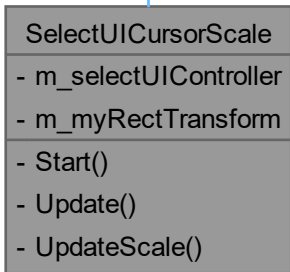 SelectUICursorScale
- m_selectUIController
- m_myRectTransform
- Start()
- Update()
- UpdateScale()